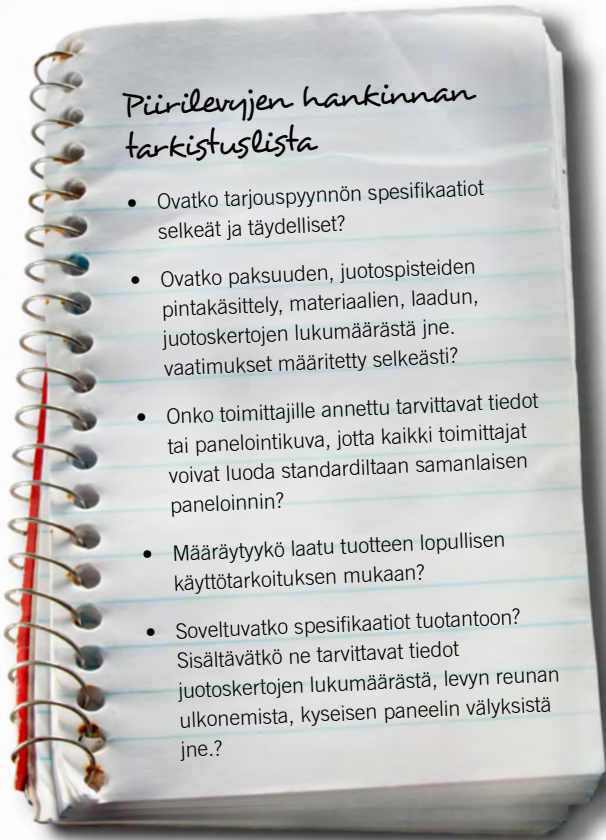 Piirilevyjen hankinnan
tarkistuslista
• Ovatko tarjouspyynnön spesifikaatiot
selkeät ja täydelliset?
• Ovatko paksuuden, juotospisteiden
pintakäsittely, materiaalien, laadun,
juotoskertojen lukumäärästä jne.
vaatimukset määritetty selkeästi?
• Onko toimittajille annettu tarvittavat tiedot
tai panelointikuva, jotta kaikki toimittajat
voivat luoda standardiltaan samanlaisen
paneloinnin?
• Määräytyykö laatu tuotteen lopullisen
käyttötarkoituksen mukaan?
• Soveltuvatko spesifikaatiot tuotantoon?
Sisältävätkö ne tarvittavat tiedot
juotoskertojen lukumäärästä, levyn reunan
ulkonemista, kyseisen paneelin välyksistä
jne.?